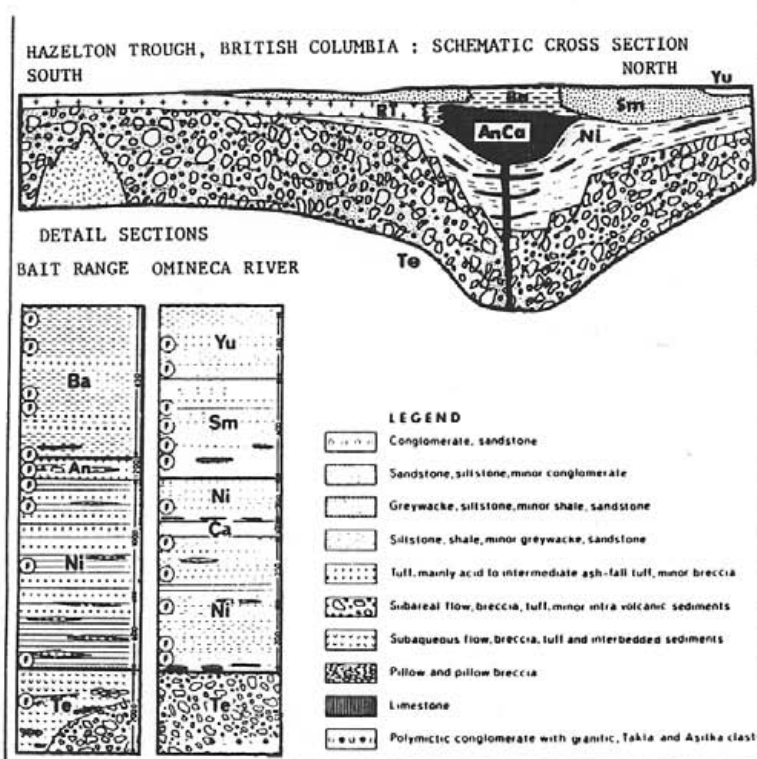 HAZELTON TROUGH, BRITISH COLUMBIA : SCHEMATIC CROSS SECTION
SOUTH NORTH
Yu
Sm
RT
AnCa
Ni
Te
DETAIL SECTIONS
BAIT RANGE OMINECA RIVER
Ba
An
Ni
Te
Yu
Sm
Ni
Ca
Ni
Te
LEGEND
Conglomerate, sandstone
Sandstone, siltstone, minor conglomerate
Greywacke, siltstone, minor shale, sandstone
Siltstone, shale, minor greywacke, sandstone
Tuff, mainly acid to intermediate ash-fall tuff, minor breccia
Subareal flow, breccia, tuff, minor intra volcanic sediments
Subaqueous flow, breccia, tuff and interbedded sediments
Pillow and pillow breccia
Limestone
Polymictic conglomerate with granitic, Takla and Asitka clast